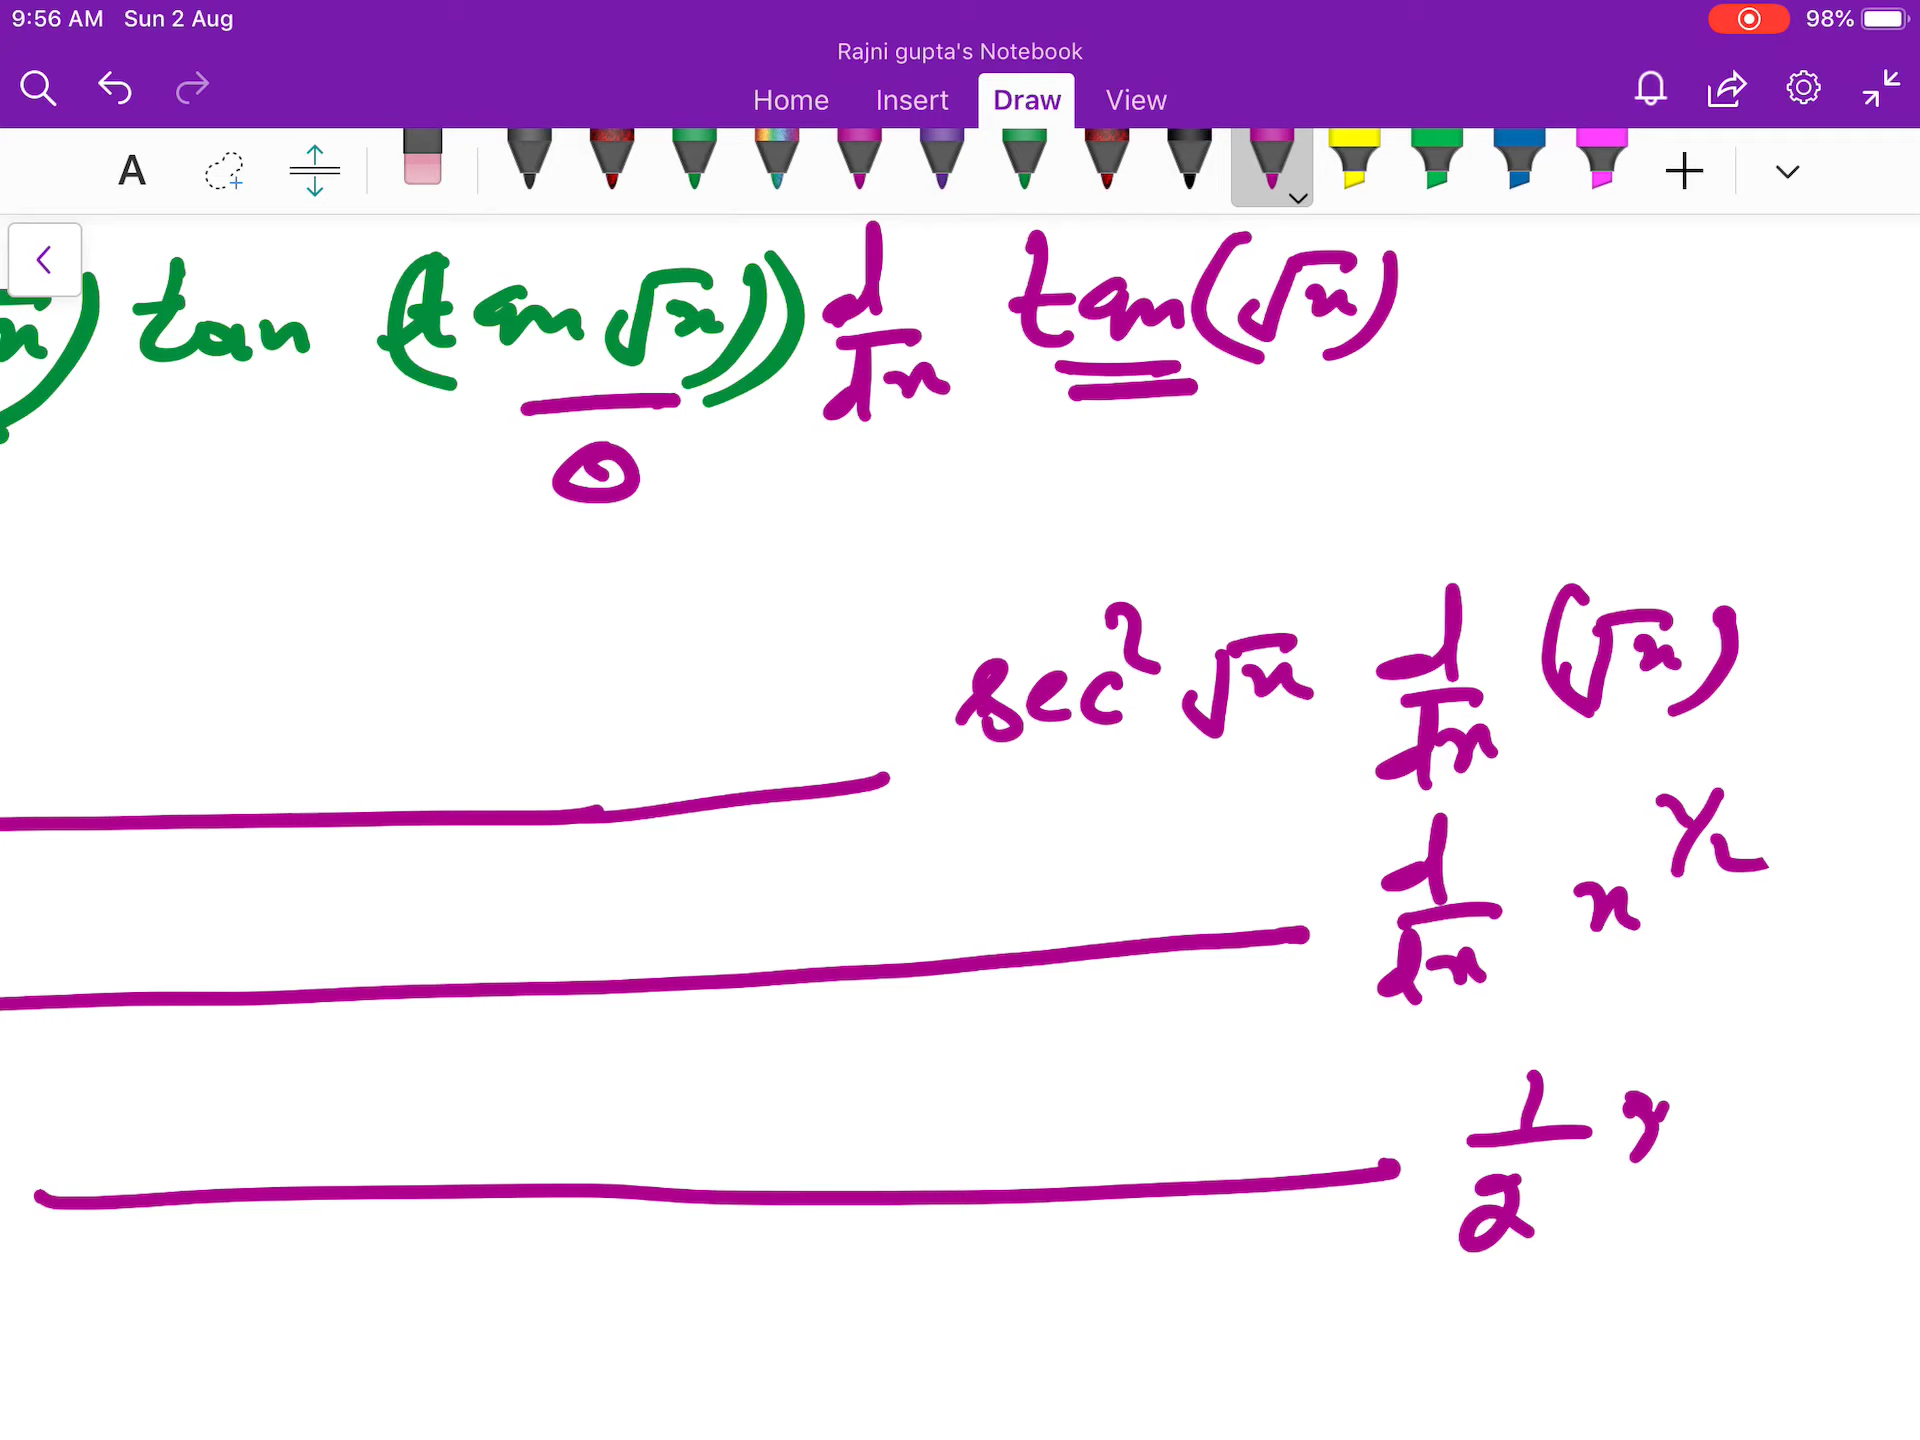 9:56 AM Sun 2 Aug 98%
Rajni gupta's Notebook
Home Insert Draw View
A
x) tan (tan √x)) d/dx tan(√x)
θ
sec² √x d/dx (√x)
d/dx x^1/2
1/2 x